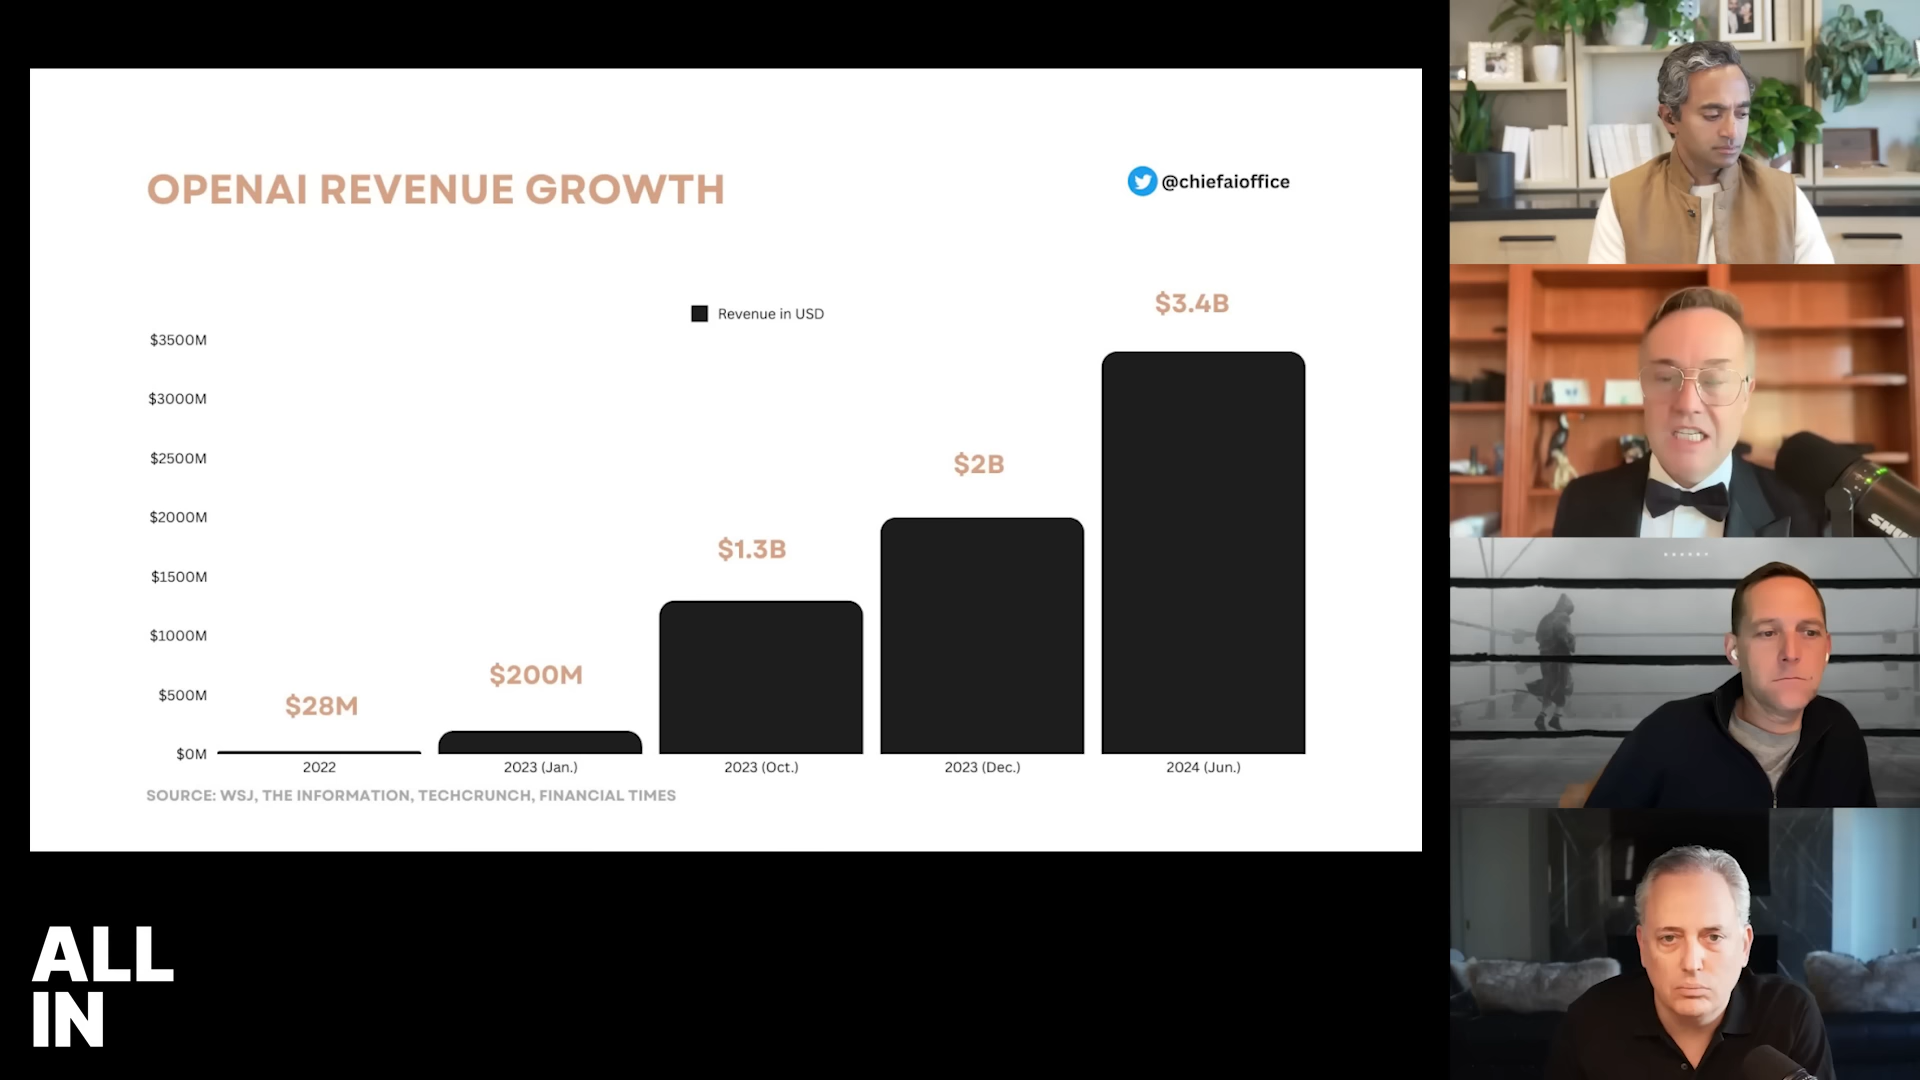 OPENAI REVENUE GROWTH
@chiefaioffice
Revenue in USD
$3500M
$3000M
$2500M
$2000M
$1500M
$1000M
$500M
$0M
$28M
$200M
$1.3B
$2B
$3.4B
2022
2023 (Jan.)
2023 (Oct.)
2023 (Dec.)
2024 (Jun.)
SOURCE: WSJ, THE INFORMATION, TECHCRUNCH, FINANCIAL TIMES
ALL
IN